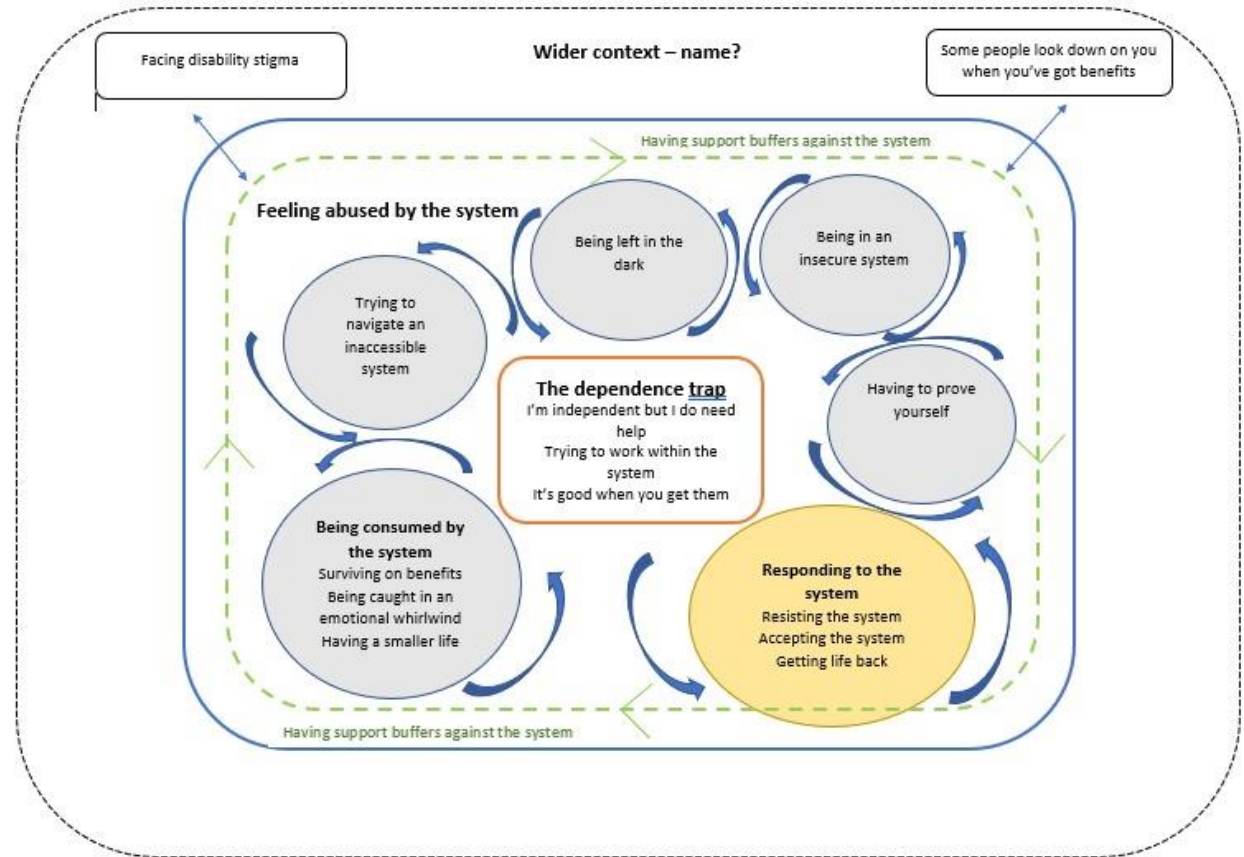 Wider context – name?
Facing disability stigma
Some people look down on you
when you've got benefits
Having support buffers against the system
Feeling abused by the system
Being left in the
dark
Being in an
insecure system
Trying to
navigate an
inaccessible
system
Having to prove
yourself
The dependence trap
I'm independent but I do need
help
Trying to work within the
system
It's good when you get them
Being consumed by
the system
Surviving on benefits
Being caught in an
emotional whirlwind
Having a smaller life
Responding to the
system
Resisting the system
Accepting the system
Getting life back
Having support buffers against the system